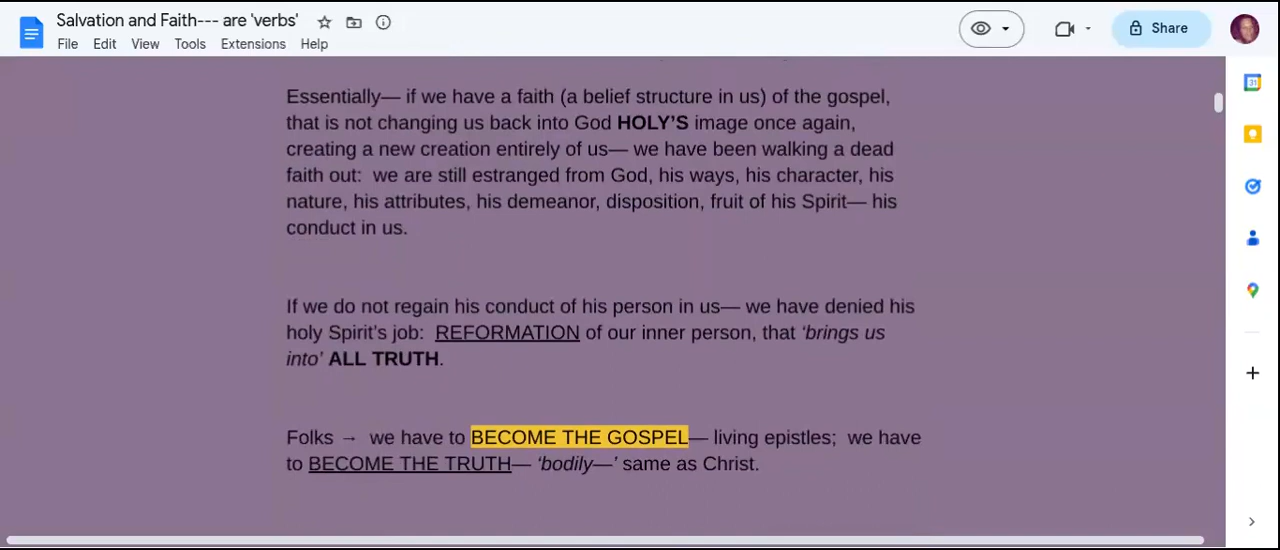 Salvation and Faith--- are 'verbs'
File Edit View Tools Extensions Help
Share
31
Essentially— if we have a faith (a belief structure in us) of the gospel,
that is not changing us back into God HOLY'S image once again,
creating a new creation entirely of us— we have been walking a dead
faith out:  we are still estranged from God, his ways, his character, his
nature, his attributes, his demeanor, disposition, fruit of his Spirit— his
conduct in us.
If we do not regain his conduct of his person in us— we have denied his
holy Spirit's job:  REFORMATION of our inner person, that 'brings us
into' ALL TRUTH.
Folks →  we have to BECOME THE GOSPEL— living epistles;  we have
to BECOME THE TRUTH— 'bodily—' same as Christ.